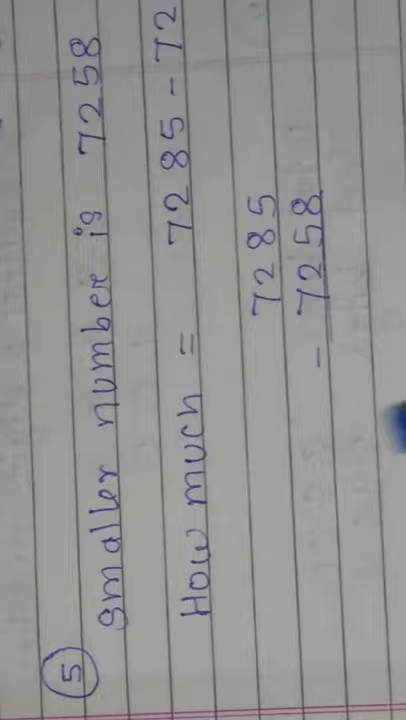 5
Smaller number is 7258
How much = 7285 - 72
7285
- 7258